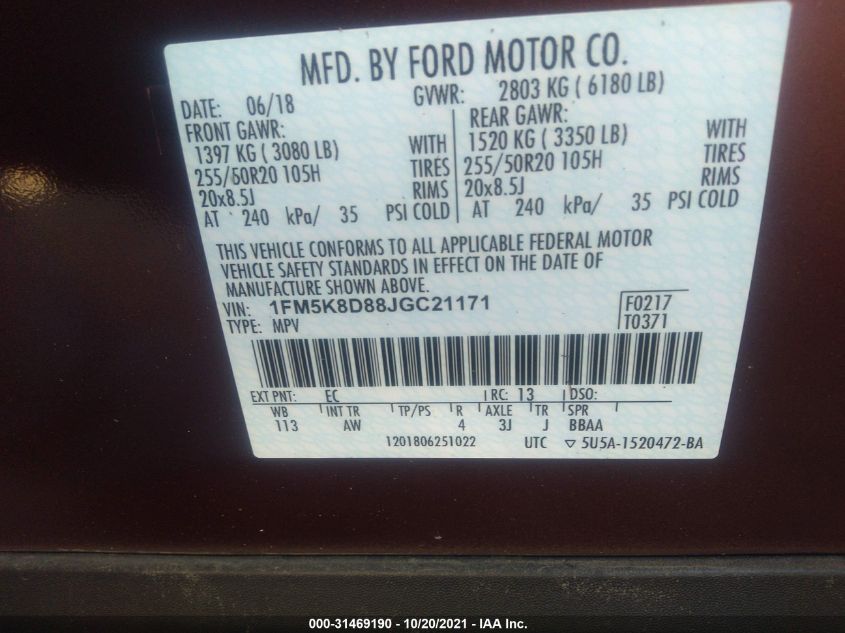 MFD. BY FORD MOTOR CO.
DATE: 06/18 GVWR: 2803 KG ( 6180 LB)
FRONT GAWR: REAR GAWR:
1397 KG ( 3080 LB) WITH 1520 KG ( 3350 LB) WITH
255/50R20 105H TIRES 255/50R20 105H TIRES
20x8.5J RIMS 20x8.5J RIMS
AT 240 kPa/ 35 PSI COLD AT 240 kPa/ 35 PSI COLD
THIS VEHICLE CONFORMS TO ALL APPLICABLE FEDERAL MOTOR
VEHICLE SAFETY STANDARDS IN EFFECT ON THE DATE OF
MANUFACTURE SHOWN ABOVE.
VIN: 1FM5K8D88JGC21171 F0217
TYPE: MPV T0371
EXT PNT: EC RC: 13 DSO:
WB INT TR TP/PS R AXLE TR SPR
113 AW 4 3J J BBAA
1201806251022 UTC ▽ 5U5A-1520472-BA
000-31469190 - 10/20/2021 - IAA Inc.